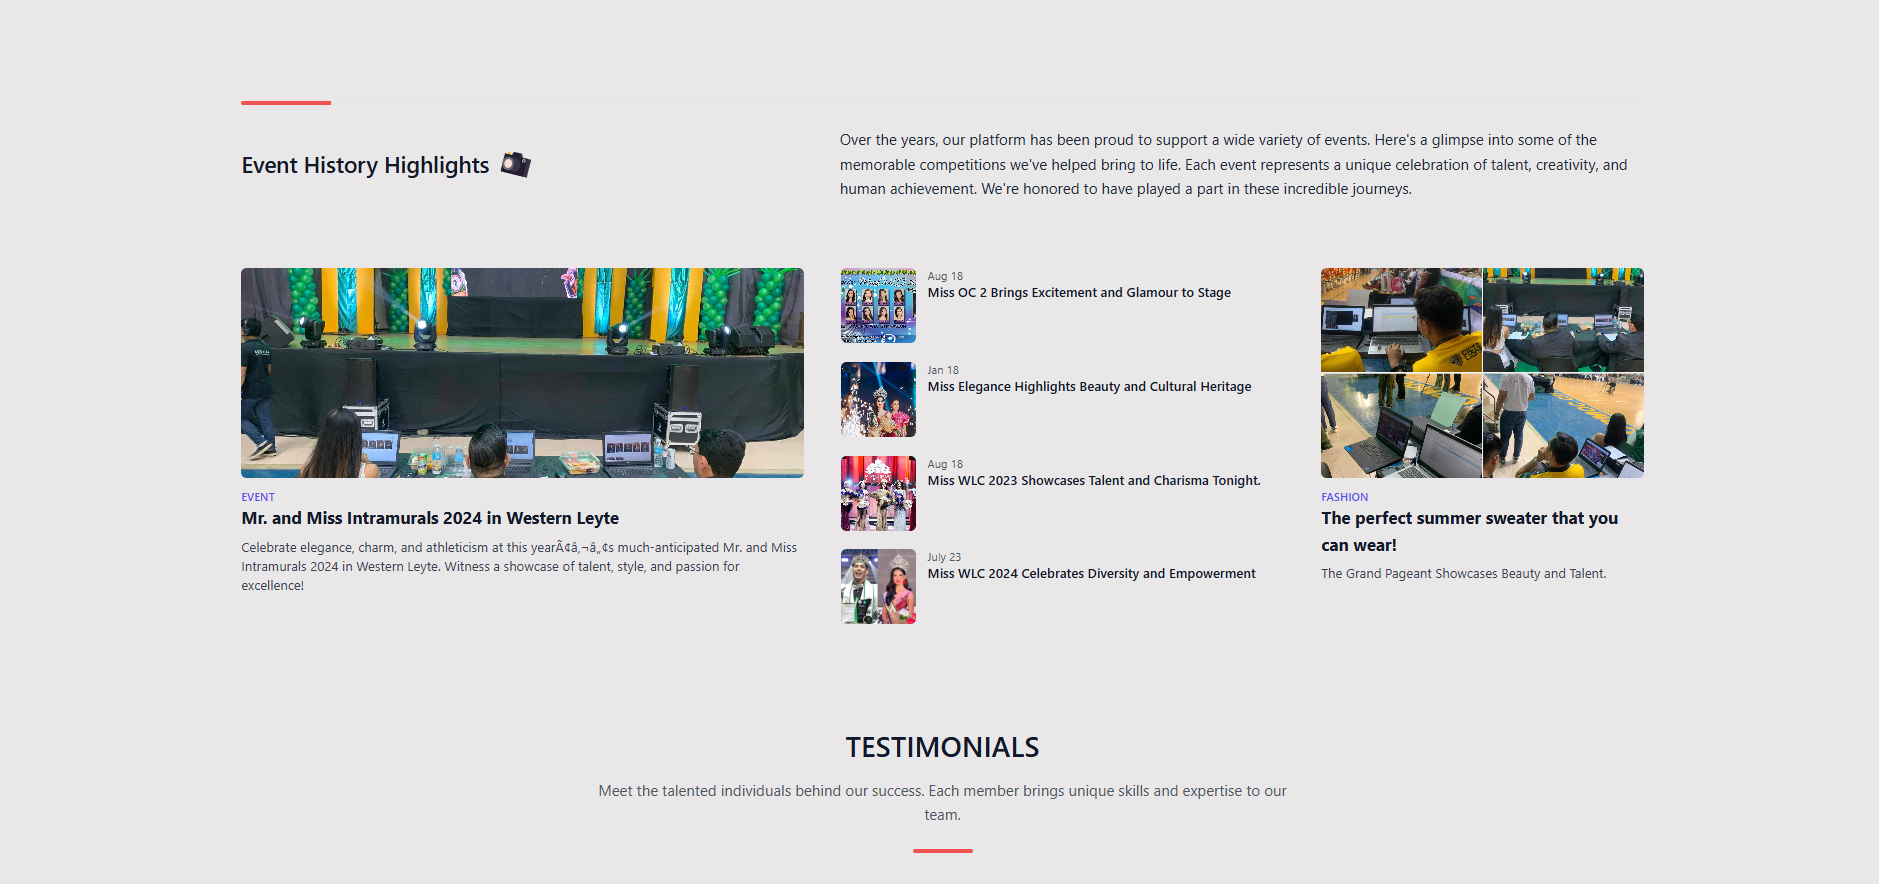 Event History Highlights
Over the years, our platform has been proud to support a wide variety of events. Here's a glimpse into some of the
memorable competitions we've helped bring to life. Each event represents a unique celebration of talent, creativity, and
human achievement. We're honored to have played a part in these incredible journeys.
EVENT
Mr. and Miss Intramurals 2024 in Western Leyte
Celebrate elegance, charm, and athleticism at this yearÃ¢â‚¬â„¢s much-anticipated Mr. and Miss
Intramurals 2024 in Western Leyte. Witness a showcase of talent, style, and passion for
excellence!
Aug 18
Miss OC 2 Brings Excitement and Glamour to Stage
Jan 18
Miss Elegance Highlights Beauty and Cultural Heritage
Aug 18
Miss WLC 2023 Showcases Talent and Charisma Tonight.
July 23
Miss WLC 2024 Celebrates Diversity and Empowerment
FASHION
The perfect summer sweater that you
can wear!
The Grand Pageant Showcases Beauty and Talent.
TESTIMONIALS
Meet the talented individuals behind our success. Each member brings unique skills and expertise to our
team.